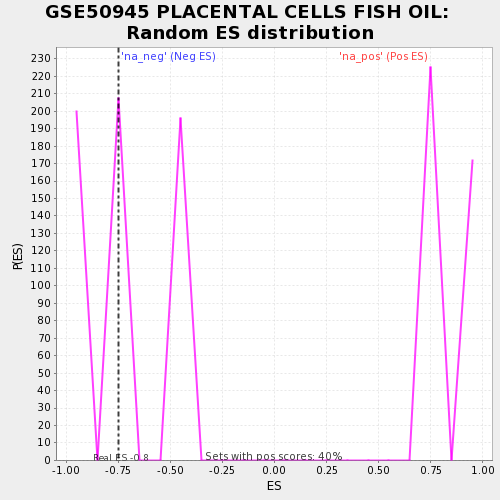 GSE50945 PLACENTAL CELLS FISH OIL:
Random ES distribution
'na_neg' (Neg ES)
'na_pos' (Pos ES)
230
220
210
200
190
180
170
160
150
140
130
120
110
100
90
80
70
60
50
40
30
20
10
0
P(ES)
Real ES -0.8
Sets with pos scores: 40%
-1.00 -0.75 -0.50 -0.25 0.00 0.25 0.50 0.75 1.00
ES